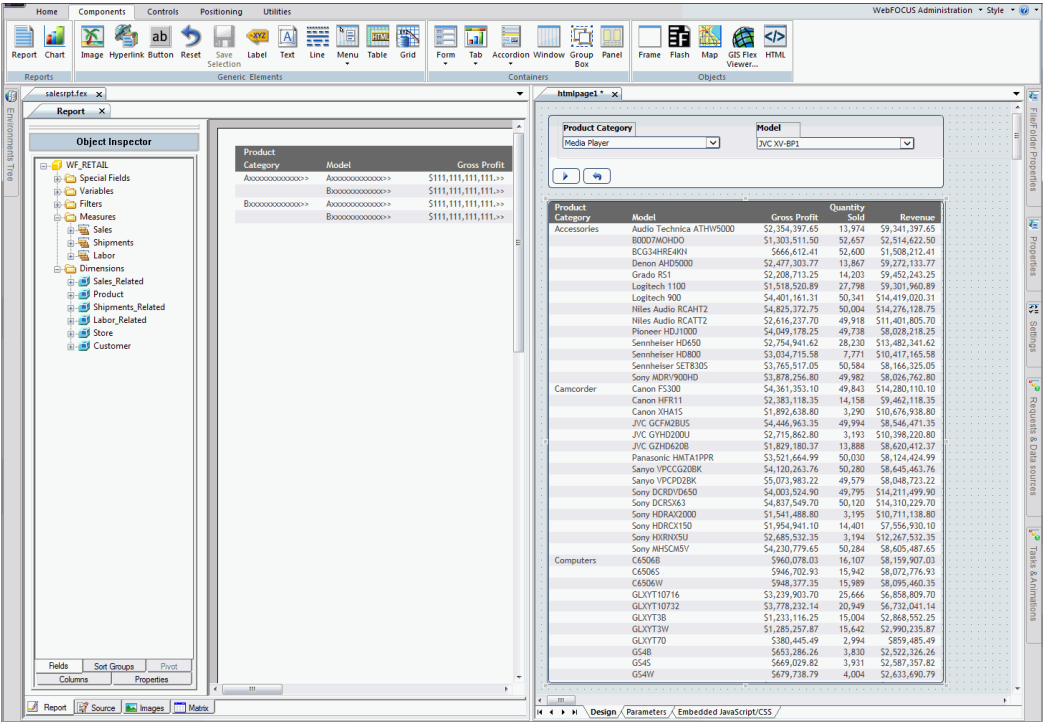 Home Components Controls Positioning Utilities WebFOCUS Administration Style
Report Chart Image Hyperlink Button Reset Save Selection Label Text Line Menu Table Grid Form Tab Accordion Window Group Box Panel Frame Flash Map GIS Flex Viewer... HTML
Reports Generic Elements Containers Objects
salesrpt.fex x
Report X
Environments Tree
Object Inspector
WF_RETAIL
Special Fields
Variables
Filters
Measures
Sales
Shipments
Labor
Dimensions
Sales_Related
Product
Shipments_Related
Labor_Related
Store
Customer
Fields Sort Groups Pivot
Columns Properties
Report Source Images Matrix
Product
Category Model Gross Profit
Axxxxxxxxxxxxx>> Axxxxxxxxxxxxx>> $111,111,111,111.>>
Bxxxxxxxxxxxxx>> $111,111,111,111.>>
Bxxxxxxxxxxxxx>> Axxxxxxxxxxxxx>> $111,111,111,111.>>
Bxxxxxxxxxxxxx>> $111,111,111,111.>>
htmlpage1* x
Product Category Model
Media Player JVC XV-BP1
Product Quantity
Category Model Gross Profit Sold Revenue
Accessories Audio Technica ATHW5000 $2,354,397.65 13,974 $9,341,397.65
B00D7MOHDO $1,303,511.50 52,657 $2,514,622.50
BCG34HRE4KN $666,612.41 52,600 $1,508,212.41
Denon AHD5000 $2,477,303.77 13,867 $9,272,133.77
Grado RS1 $2,208,713.25 14,203 $9,452,243.25
Logitech 1100 $1,518,520.89 27,798 $9,301,960.89
Logitech 900 $4,401,161.31 50,341 $14,419,020.31
Niles Audio RCAHT2 $4,825,372.75 50,004 $14,276,128.75
Niles Audio RCATT2 $2,616,237.70 49,918 $11,401,805.70
Pioneer HDJ1000 $4,049,178.25 49,738 $8,028,218.25
Sennheiser HD650 $2,754,941.62 28,230 $13,482,341.62
Sennheiser HD800 $3,034,715.58 7,771 $10,417,165.58
Sennheiser SET830S $3,765,517.05 50,584 $8,166,325.05
Sony MDRV900HD $3,878,256.80 49,982 $8,026,762.80
Camcorder Canon FS300 $4,361,353.10 49,843 $14,280,110.10
Canon HFR11 $2,383,118.35 14,158 $9,462,118.35
Canon XHA1S $1,892,638.80 3,290 $10,676,938.80
JVC GCFM2BUS $4,446,963.35 49,994 $8,546,471.35
JVC GYHD200U $2,715,862.80 3,193 $10,398,220.80
JVC GZHD620B $1,829,180.37 13,888 $8,620,412.37
Panasonic HMTA1PPR $3,521,664.99 50,030 $8,124,424.99
Sanyo VPCCG20BK $4,120,263.76 50,280 $8,645,463.76
Sanyo VPCPD2BK $5,073,983.22 49,579 $8,048,723.22
Sony DCRDVD650 $4,003,524.90 49,795 $14,211,499.90
Sony DCRSX63 $4,837,549.70 50,120 $14,310,229.70
Sony HDRAX2000 $1,541,488.80 3,195 $10,711,138.80
Sony HDRCX150 $1,954,941.10 14,401 $7,556,930.10
Sony HXRNX5U $2,685,532.35 3,194 $12,267,532.35
Sony MHSCM5V $4,230,779.65 50,284 $8,605,487.65
Computers C6506B $960,078.03 16,107 $8,159,907.03
C6506S $946,702.93 15,942 $8,072,776.93
C6506W $948,377.35 15,989 $8,095,460.35
GLXYT10716 $3,239,903.70 25,666 $6,858,809.70
GLXYT10732 $3,778,232.14 20,949 $6,732,041.14
GLXYT3B $1,233,116.25 15,004 $2,868,552.25
GLXYT3W $1,285,257.87 15,642 $2,990,235.87
GLXYT70 $380,445.49 2,994 $859,485.49
GS4B $653,286.26 3,830 $2,522,326.26
GS4S $669,029.82 3,931 $2,587,357.82
GS4W $679,738.79 4,004 $2,633,690.79
Design Parameters Embedded JavaScript/CSS
File/Folder Properties
Properties
Settings
Requests & Data sources
Tasks & Animations